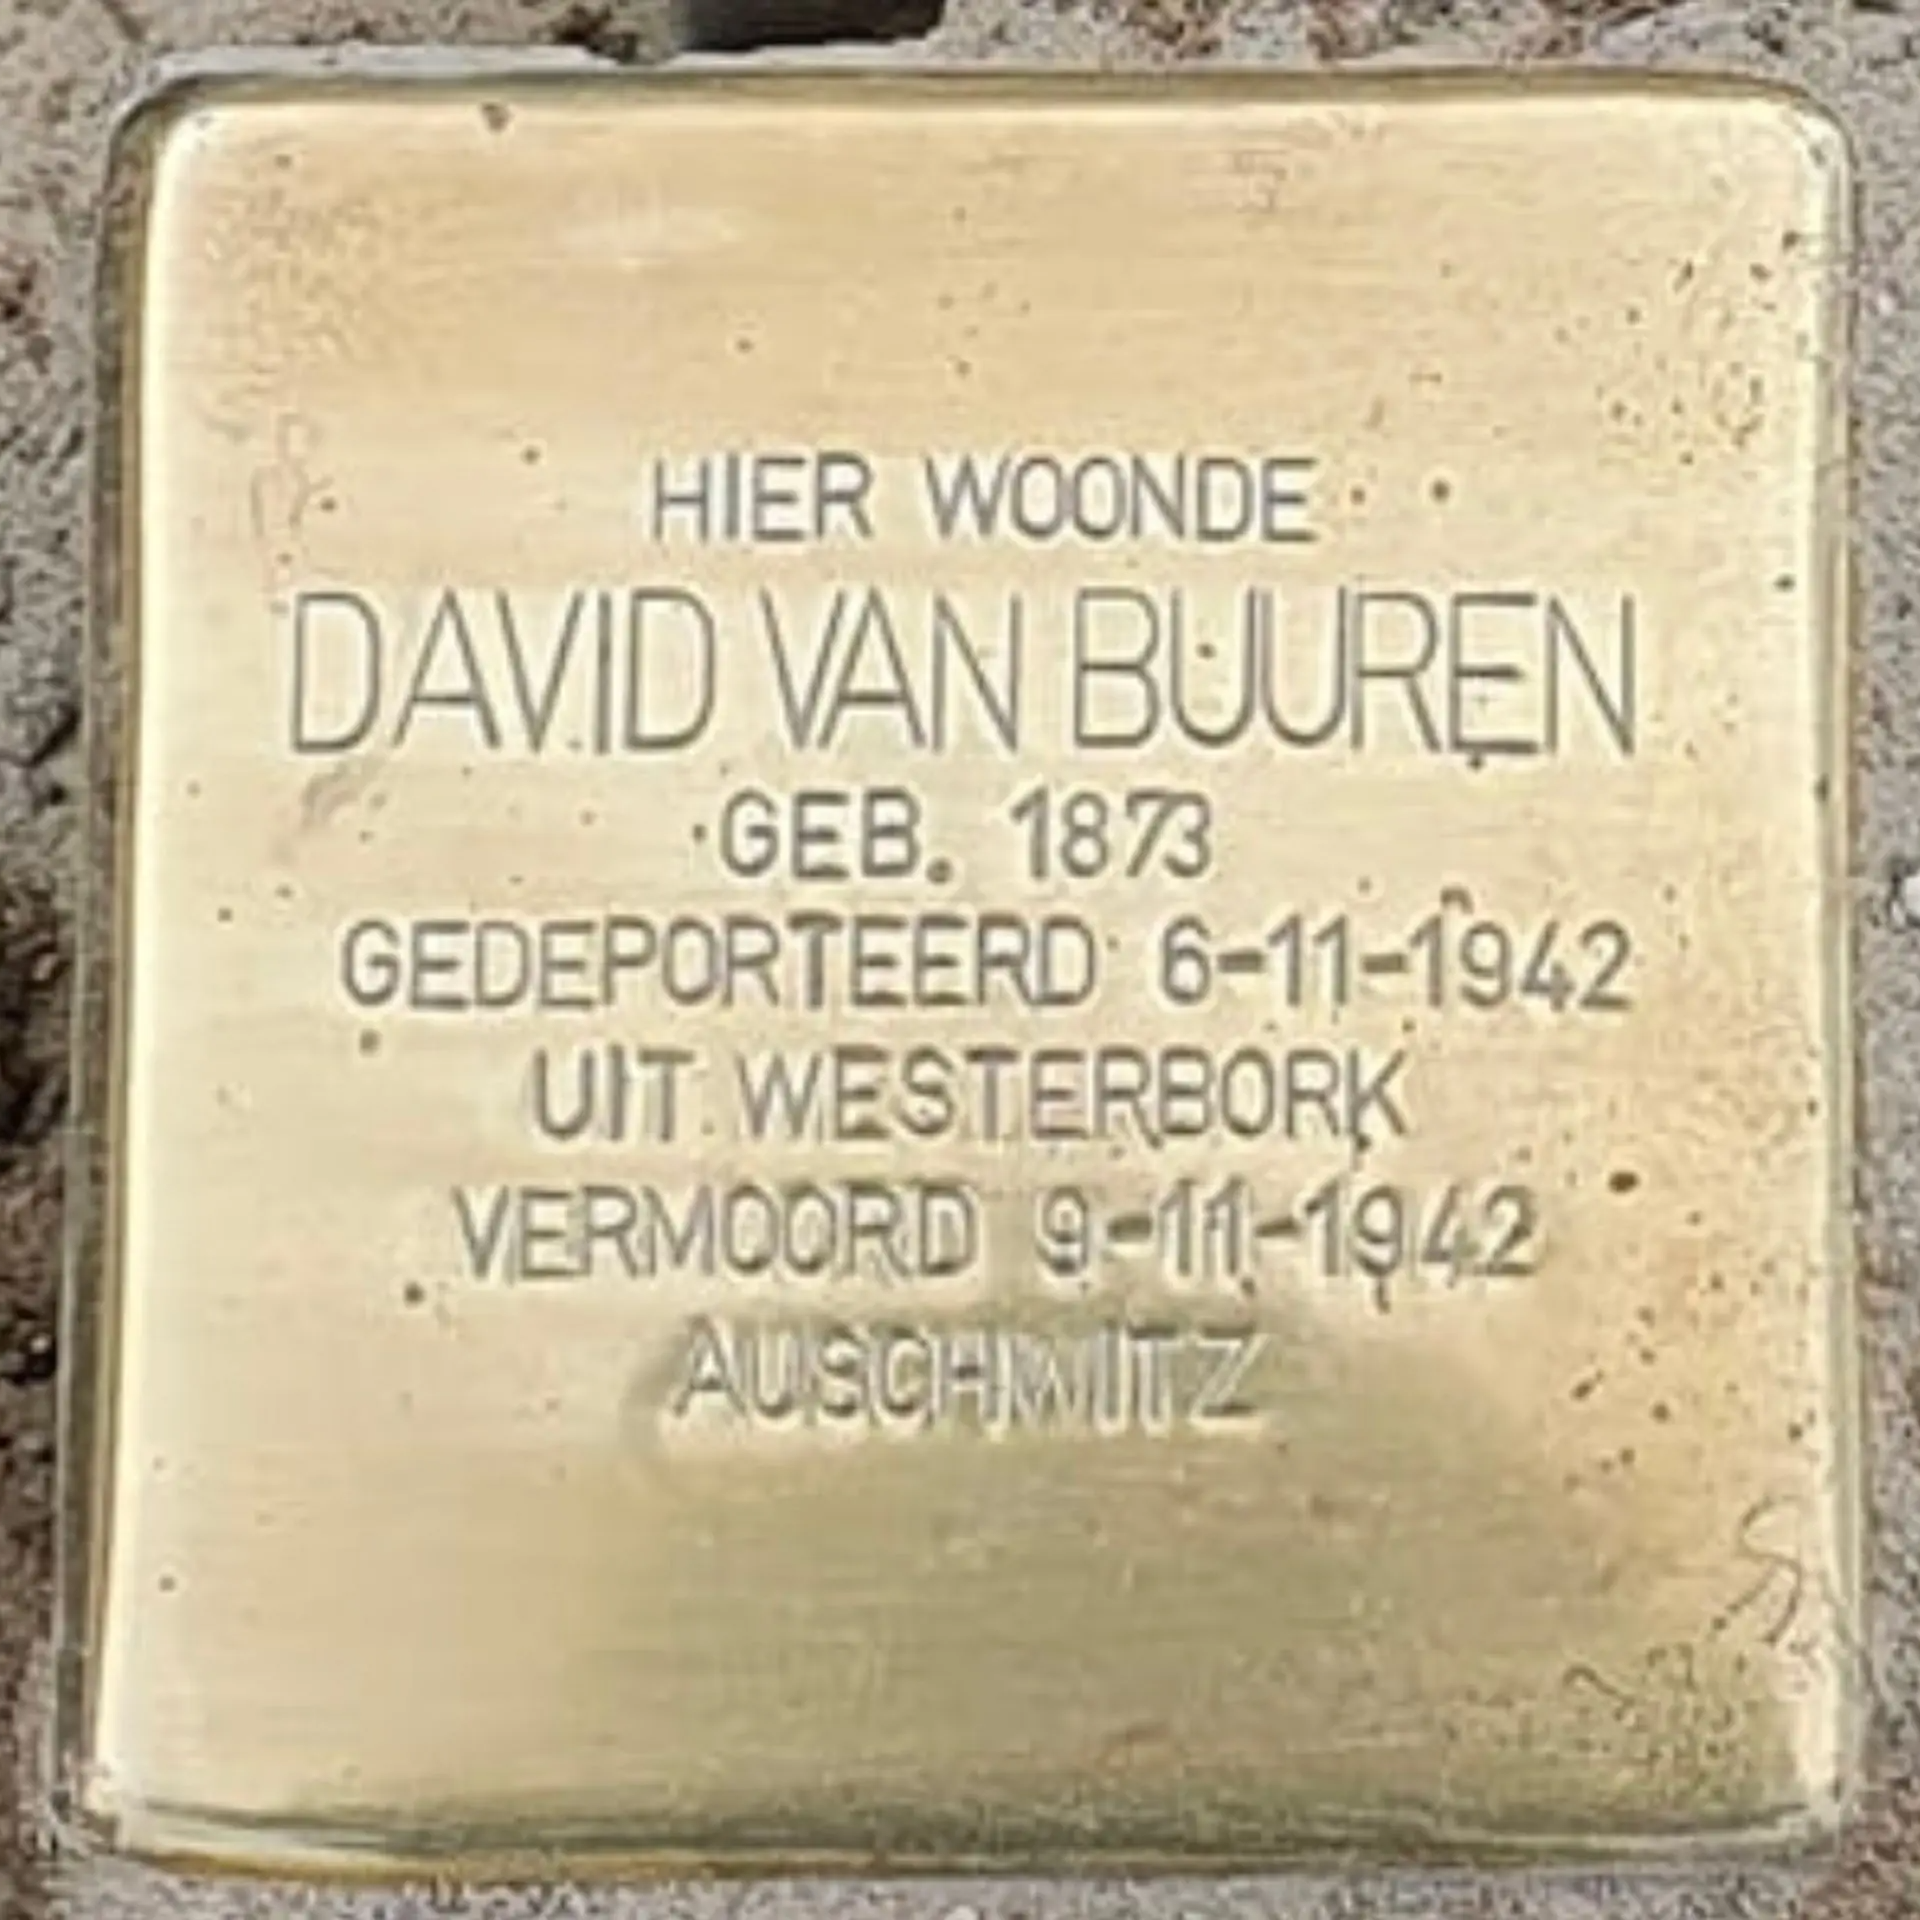 HIER WOONDE
DAVID VAN BUUREN
GEB. 1873
GEDEPORTEERD 6-11-1942
UIT WESTERBORK
VERMOORD 9-11-1942
AUSCHWITZ